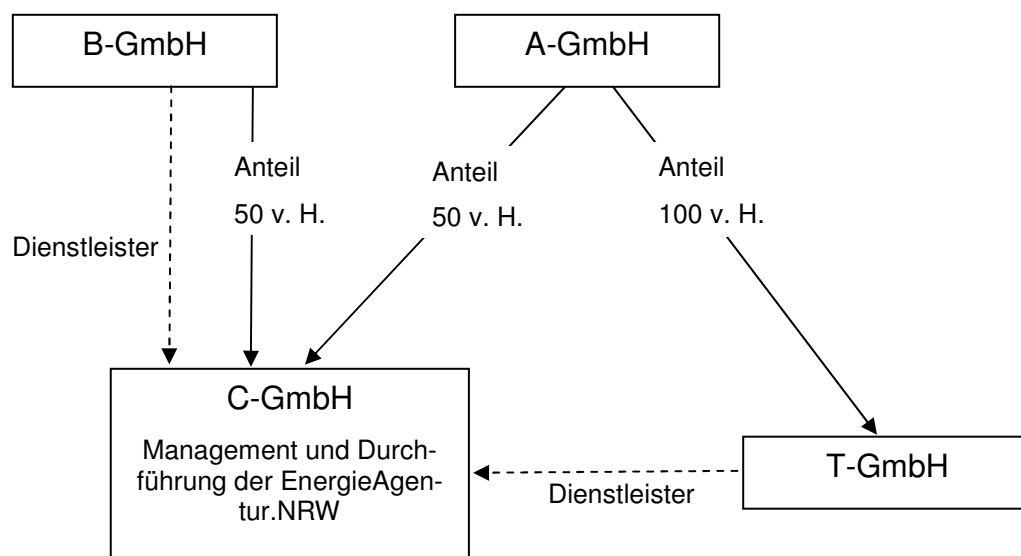 B-GmbH
A-GmbH
Anteil
50 v. H.
Anteil
50 v. H.
Anteil
100 v. H.
Dienstleister
C-GmbH
Management und Durch-
führung der EnergieAgen-
tur.NRW
T-GmbH
Dienstleister